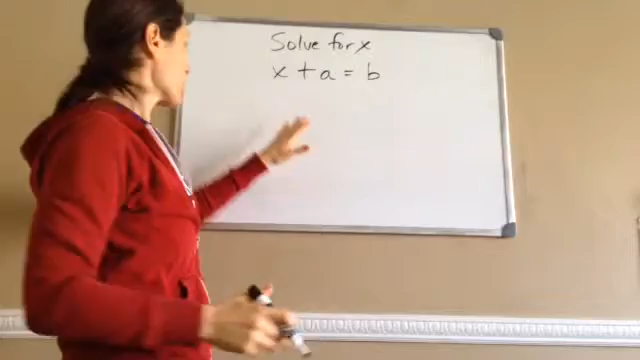 Solve for x
x + a = b